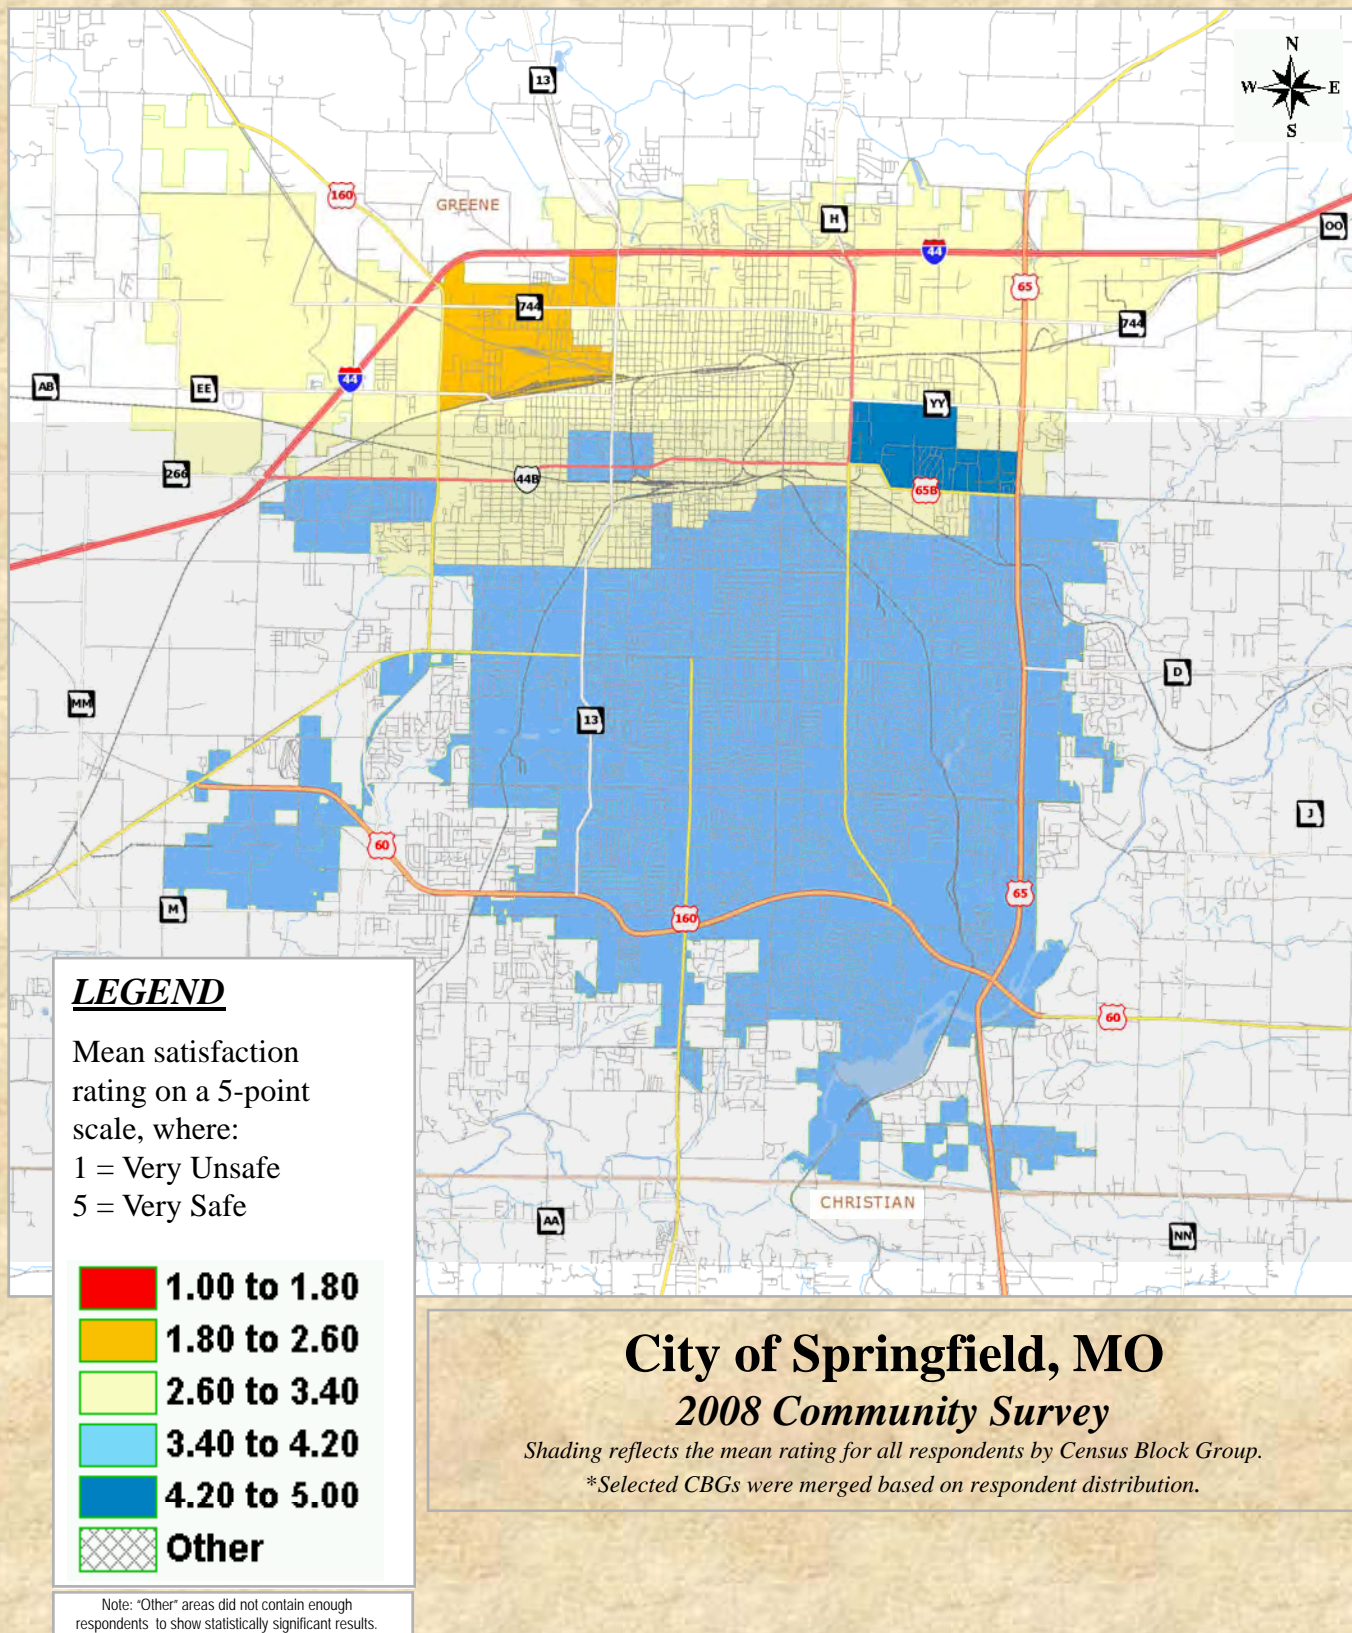 N
W E
S
13
160
GREENE
H
OO
44
65
744
744
44
AB
EE
YY
266
44B
65B
D
MM
13
J
60
65
M
160
60
CHRISTIAN
AA
NN
LEGEND
Mean satisfaction
rating on a 5-point
scale, where:
1 = Very Unsafe
5 = Very Safe
1.00 to 1.80
1.80 to 2.60
2.60 to 3.40
3.40 to 4.20
4.20 to 5.00
Other
Note: “Other” areas did not contain enough
respondents to show statistically significant results.
City of Springfield, MO
2008 Community Survey
Shading reflects the mean rating for all respondents by Census Block Group.
*Selected CBGs were merged based on respondent distribution.